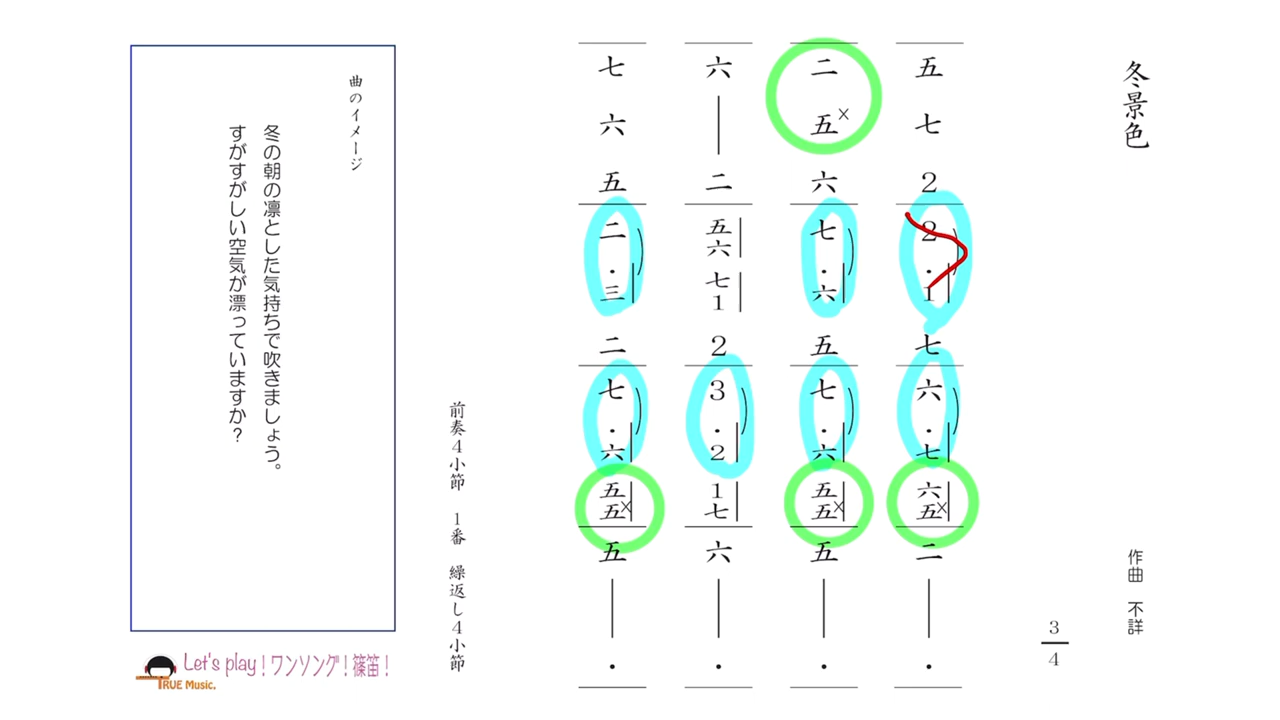 冬景色
作曲 不詳
3
4
五 七 2
2 . 1 七
六 . 七 六 五×
二 ― .
二 五× 六
七 . 六 五
七 . 六 五 五×
五 ― .
六 ― 二
五 六 七 1 2
3 . 2 1 七
六 ― .
七 六 五
二 . 三 二
七 . 六 五 五×
五 ― .
前奏4小節 1番 繰返し4小節
曲のイメージ
冬の朝の凛とした気持ちで吹きましょう。
すがすがしい空気が漂っていますか?
Let's play!ワンソング!篠笛!
TRUE Music.